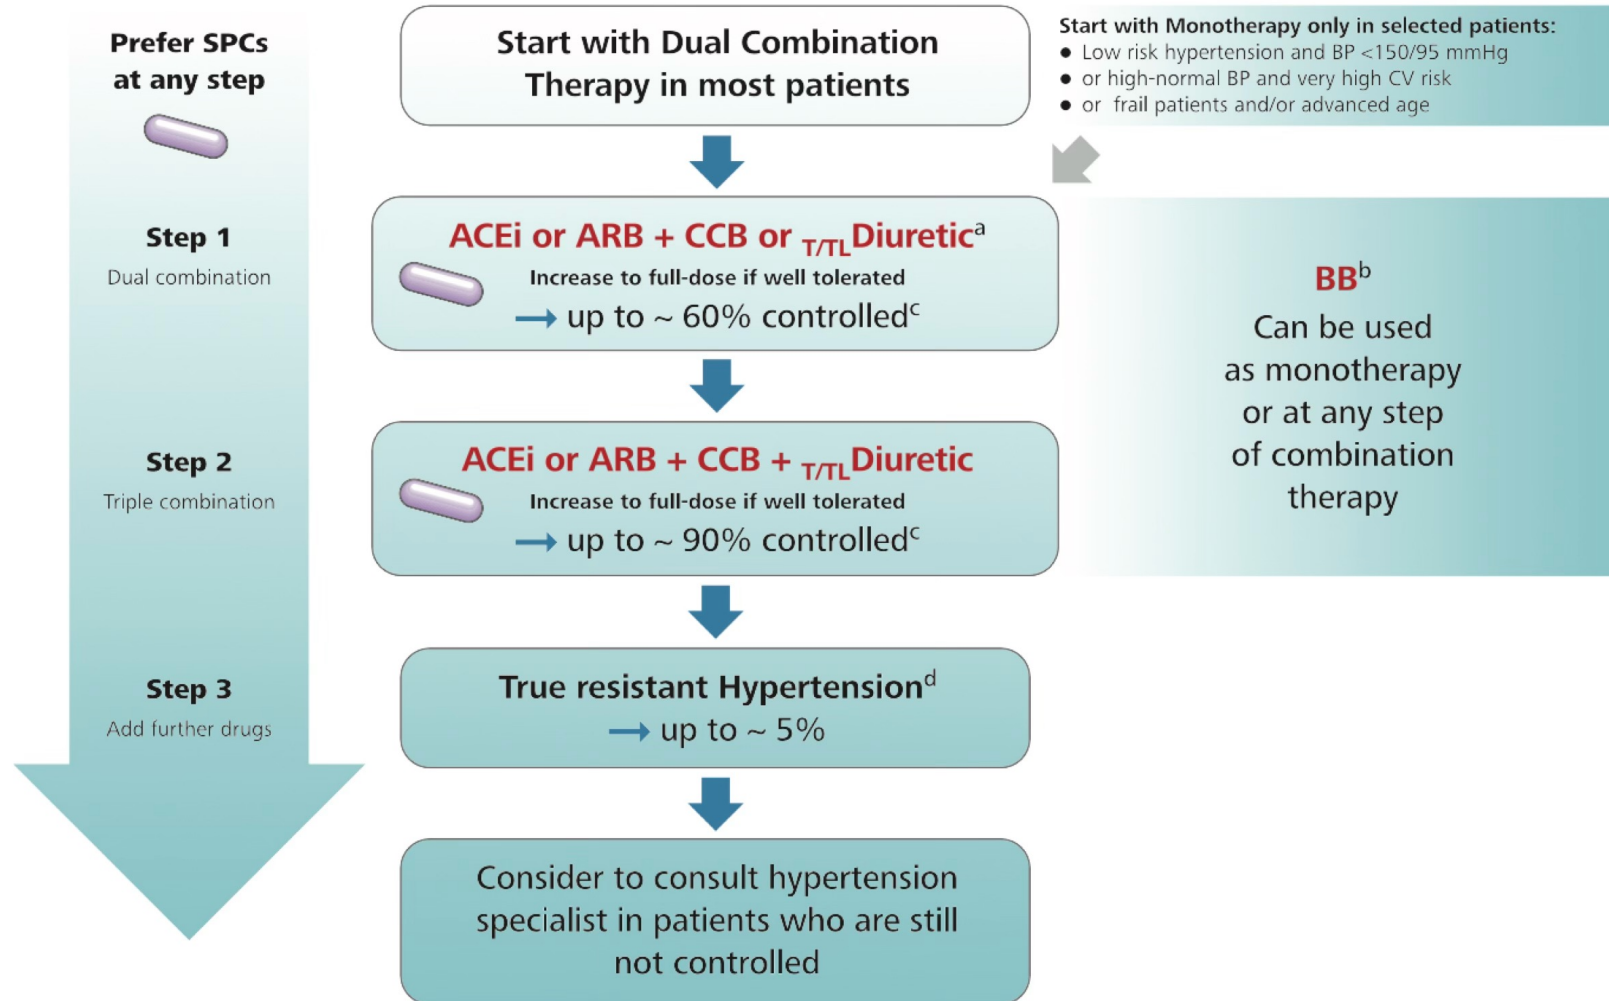 Prefer SPCs
at any step
Start with Dual Combination
Therapy in most patients
Start with Monotherapy only in selected patients:
● Low risk hypertension and BP <150/95 mmHg
● or high-normal BP and very high CV risk
● or frail patients and/or advanced age
Step 1
Dual combination
ACEi or ARB + CCB or T/TLDiureticᵃ
Increase to full-dose if well tolerated
→ up to ~ 60% controlledᶜ
BBᵇ
Can be used
as monotherapy
or at any step
of combination
therapy
Step 2
Triple combination
ACEi or ARB + CCB + T/TLDiuretic
Increase to full-dose if well tolerated
→ up to ~ 90% controlledᶜ
Step 3
Add further drugs
True resistant Hypertensionᵈ
→ up to ~ 5%
Consider to consult hypertension
specialist in patients who are still
not controlled